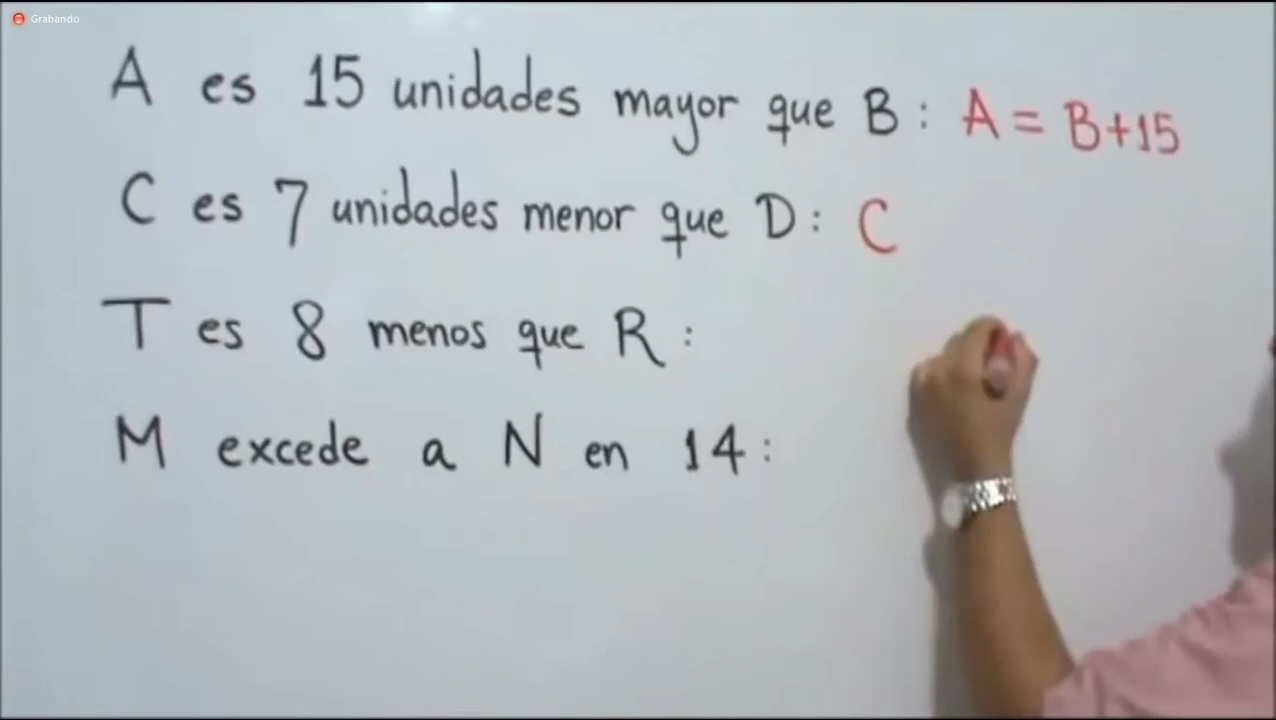 Grabando
A es 15 unidades mayor que B: A = B+15
C es 7 unidades menor que D: C
T es 8 menos que R:
M excede a N en 14: